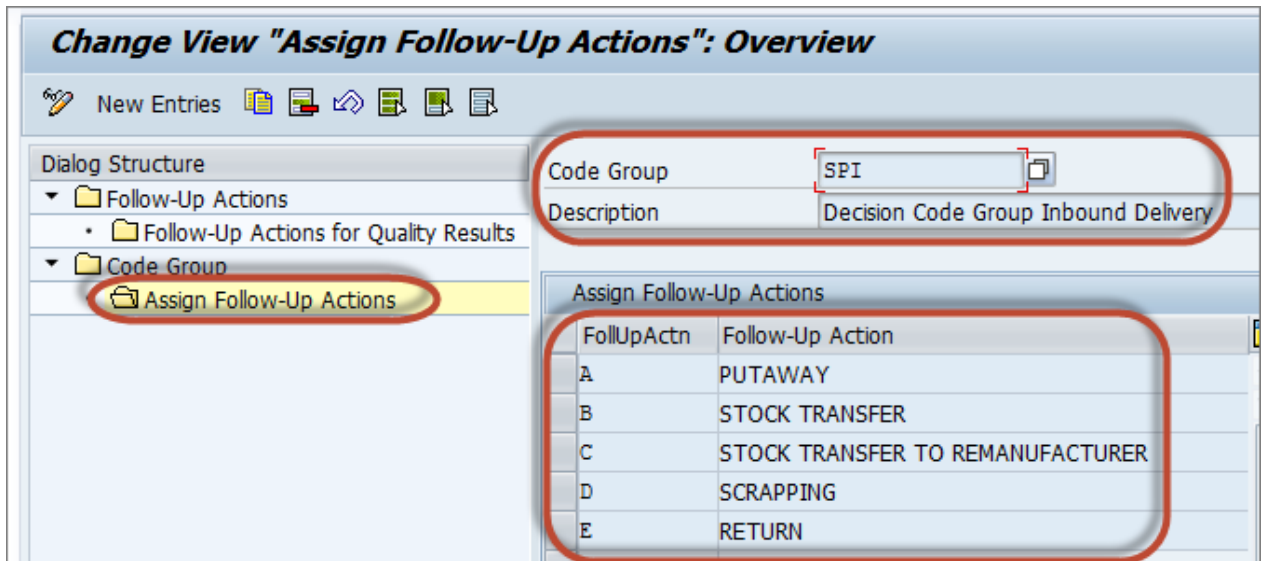 Change View "Assign Follow-Up Actions": Overview
New Entries
Dialog Structure
Follow-Up Actions
Follow-Up Actions for Quality Results
Code Group
Assign Follow-Up Actions
Code Group SPI
Description Decision Code Group Inbound Delivery
Assign Follow-Up Actions
FollUpActn Follow-Up Action
A PUTAWAY
B STOCK TRANSFER
C STOCK TRANSFER TO REMANUFACTURER
D SCRAPPING
E RETURN